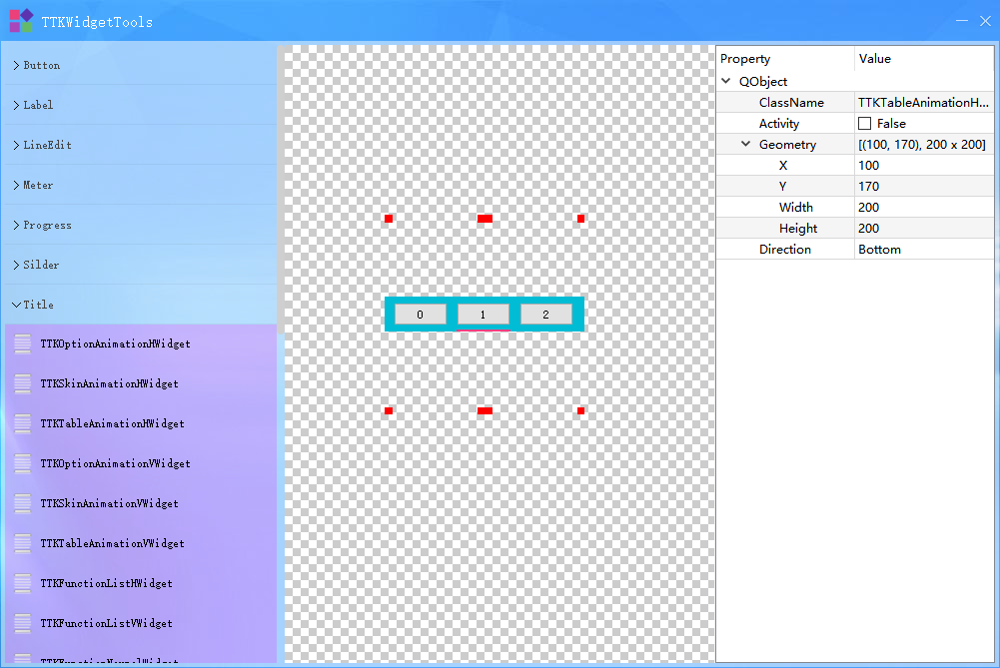 TTKWidgetTools
Button
Label
LineEdit
Meter
Progress
Silder
Title
TTKOptionAnimationHWidget
TTKSkinAnimationHWidget
TTKTableAnimationHWidget
TTKOptionAnimationVWidget
TTKSkinAnimationVWidget
TTKTableAnimationVWidget
TTKFunctionListHWidget
TTKFunctionListVWidget
0 1 2
Property Value
QObject
ClassName TTKTableAnimationH...
Activity False
Geometry [(100, 170), 200 x 200]
X 100
Y 170
Width 200
Height 200
Direction Bottom